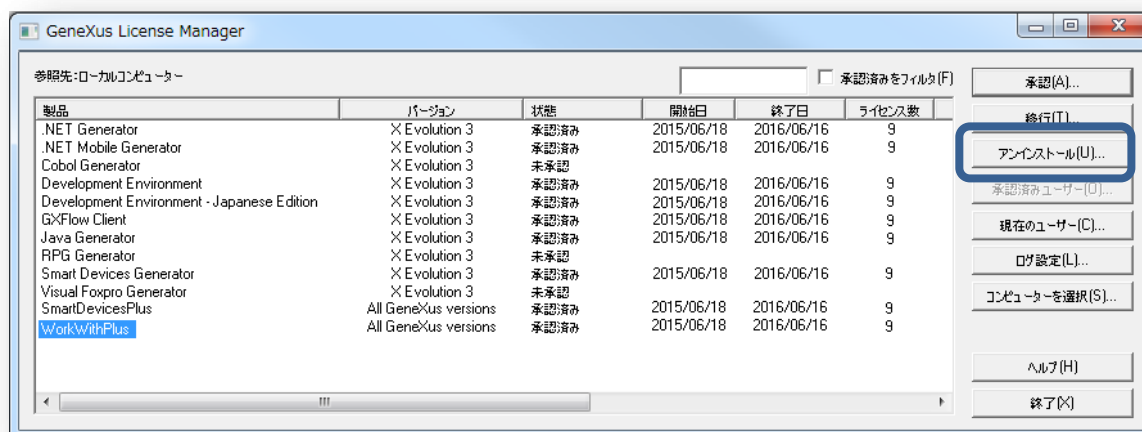 GeneXus License Manager
参照先:ローカルコンピューター
承認済みをフィルタ(F)
承認(A)...
製品 バージョン 状態 開始日 終了日 ライセンス数
移行(T)...
.NET Generator X Evolution 3 承認済み 2015/06/18 2016/06/16 9
.NET Mobile Generator X Evolution 3 承認済み 2015/06/18 2016/06/16 9
アンインストール(U)...
Cobol Generator X Evolution 3 未承認
Development Environment X Evolution 3 承認済み 2015/06/18 2016/06/16 9
承認済みユーザー(O)...
Development Environment - Japanese Edition X Evolution 3 承認済み 2015/06/18 2016/06/16 9
GXFlow Client X Evolution 3 承認済み 2015/06/18 2016/06/16 9
現在のユーザー(C)...
Java Generator X Evolution 3 承認済み 2015/06/18 2016/06/16 9
RPG Generator X Evolution 3 未承認
ログ設定(L)...
Smart Devices Generator X Evolution 3 承認済み 2015/06/18 2016/06/16 9
Visual Foxpro Generator X Evolution 3 未承認
コンピューターを選択(S)...
SmartDevicesPlus All GeneXus versions 承認済み 2015/06/18 2016/06/16 9
WorkWithPlus All GeneXus versions 承認済み 2015/06/18 2016/06/16 9
ヘルプ(H)
終了(X)